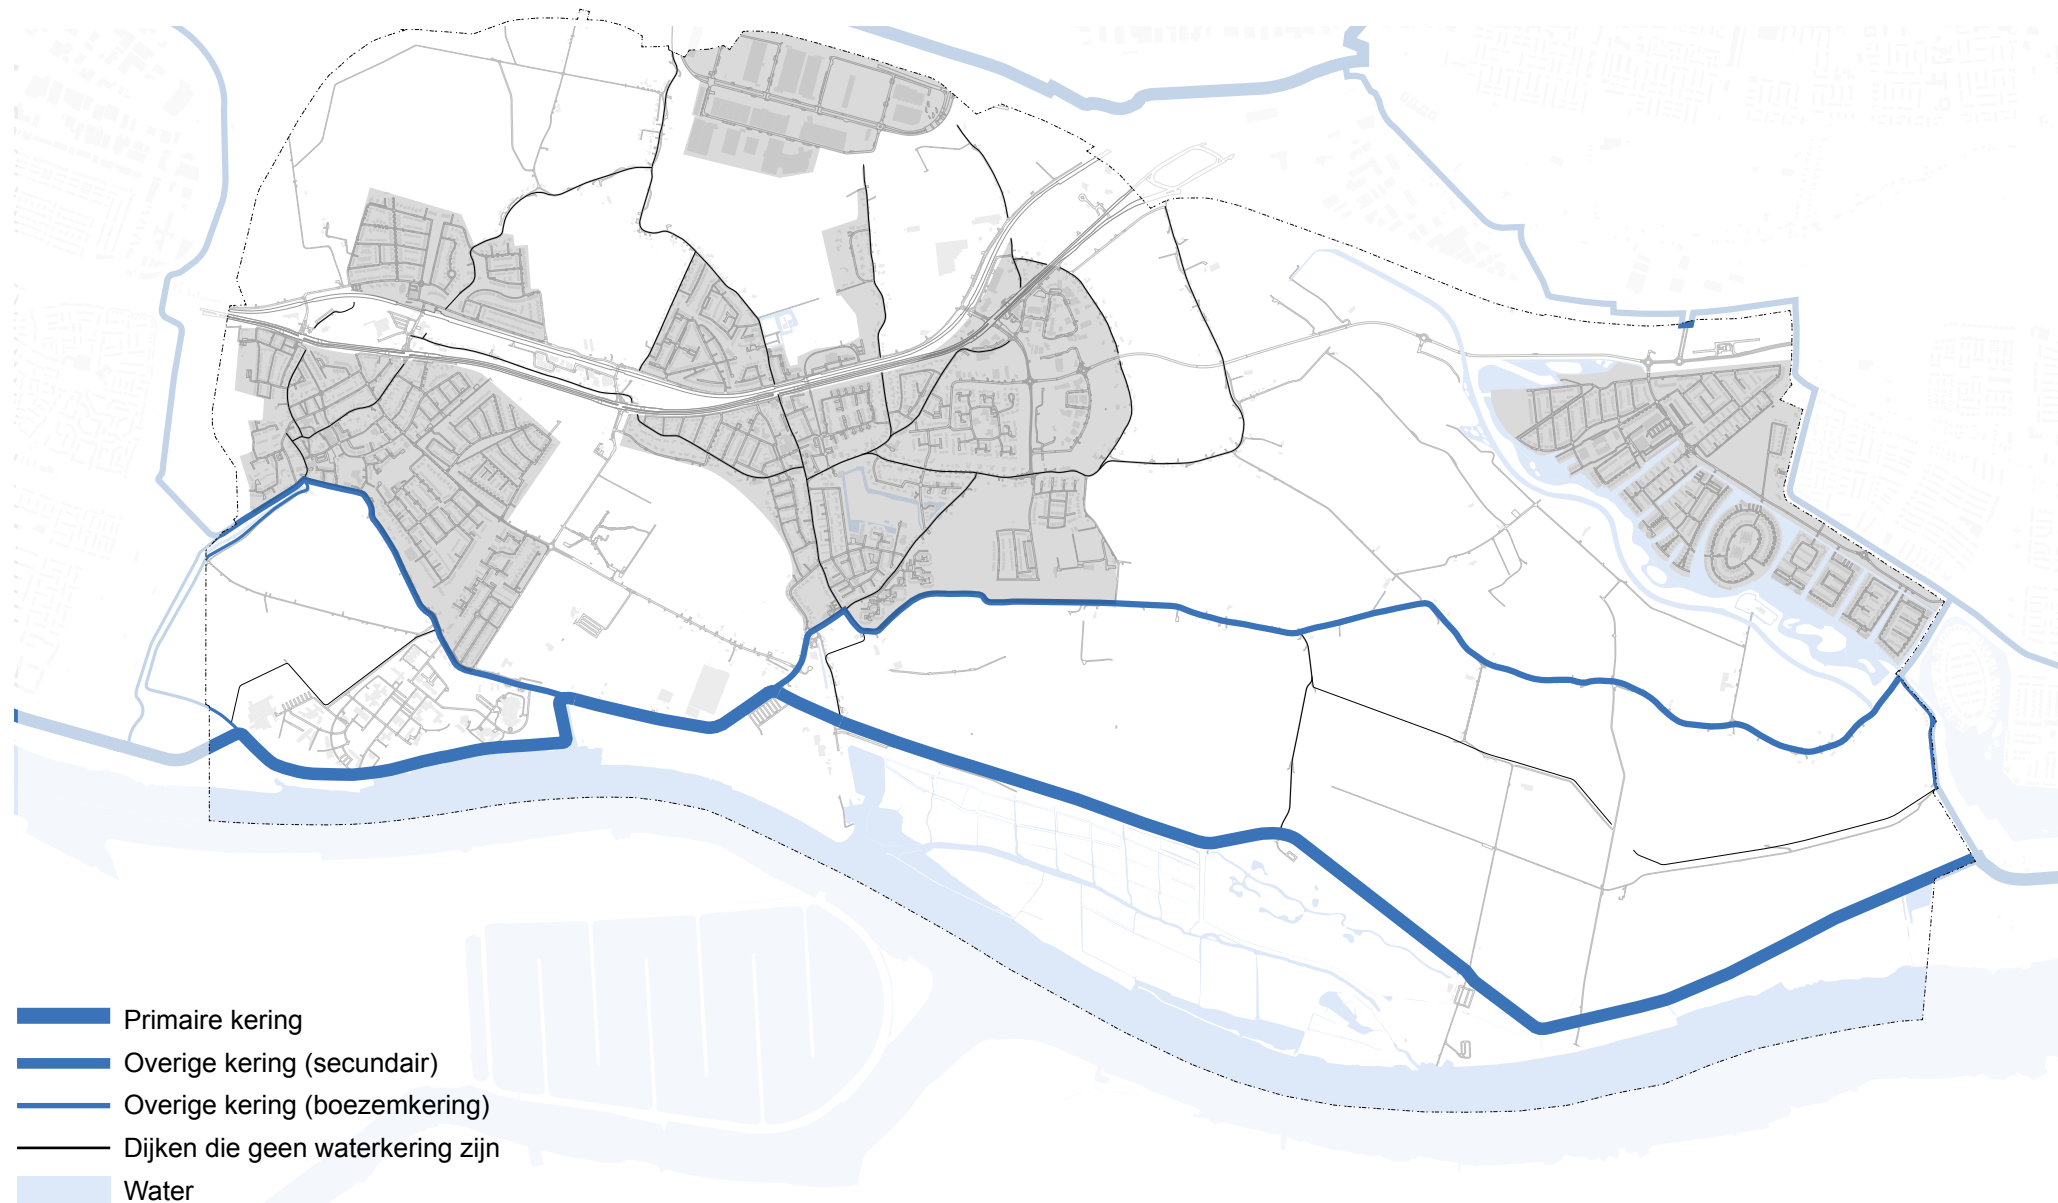 Primaire kering
Overige kering (secundair)
Overige kering (boezemkering)
Dijken die geen waterkering zijn
Water